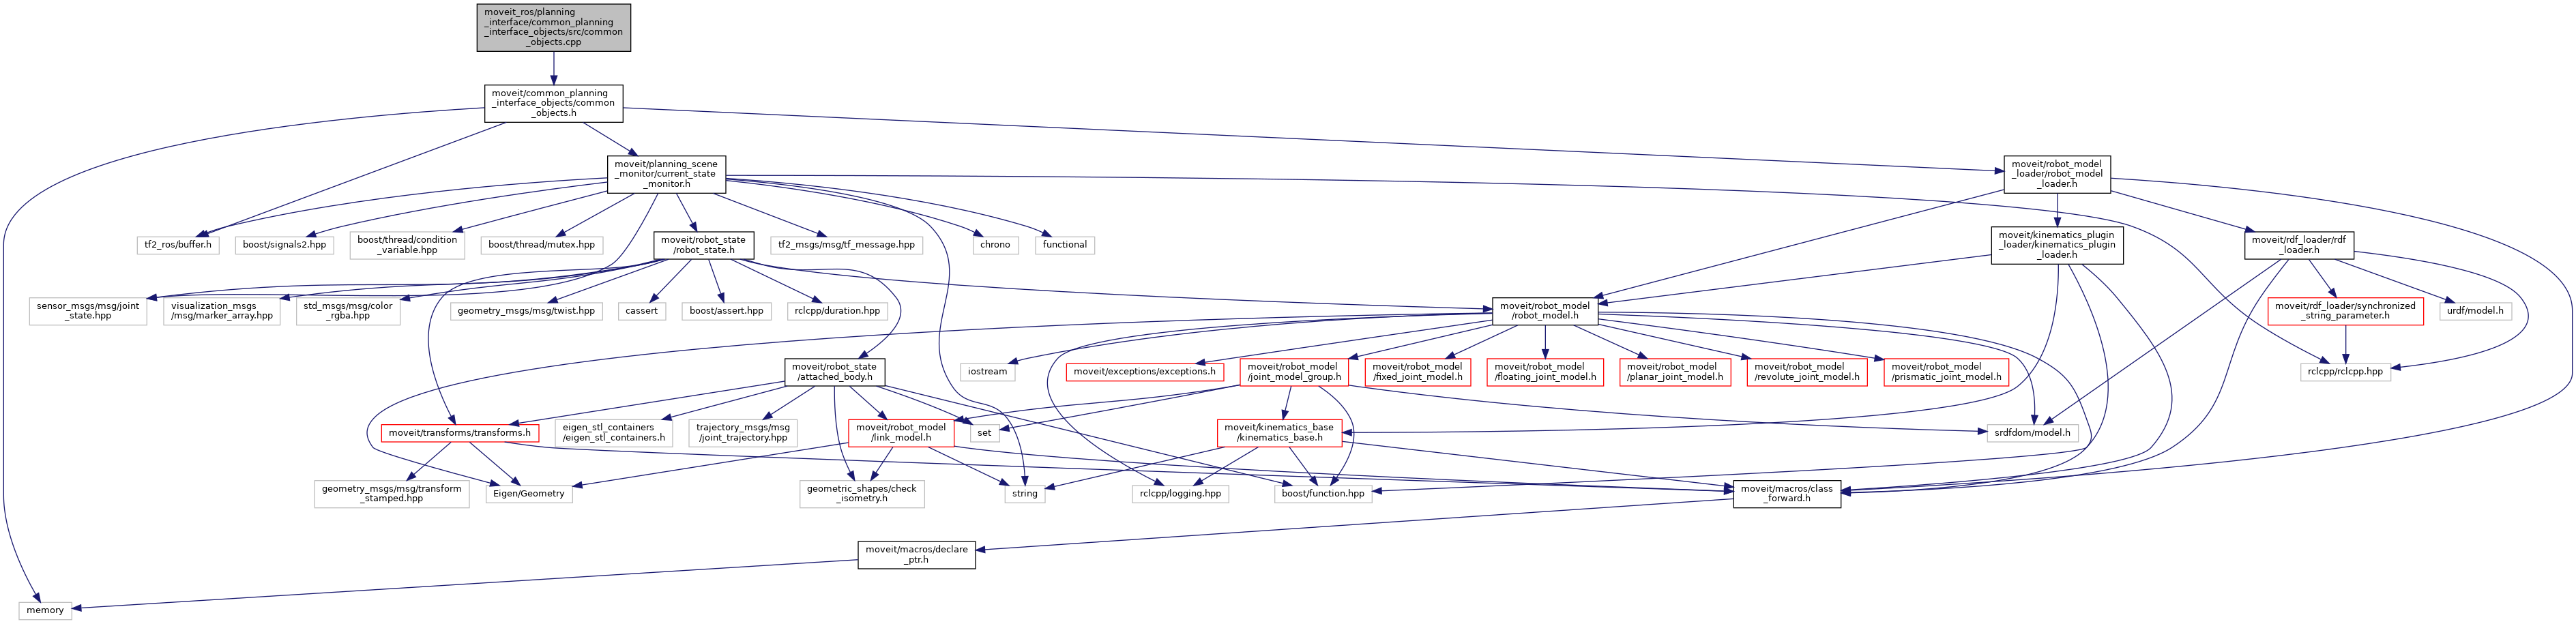 moveit_ros/planning
_interface/common_planning
_interface_objects/src/common
_objects.cpp
moveit/common_planning
_interface_objects/common
_objects.h
moveit/planning_scene
_monitor/current_state
_monitor.h
moveit/robot_model
_loader/robot_model
_loader.h
tf2_ros/buffer.h
boost/signals2.hpp
boost/thread/condition
_variable.hpp
boost/thread/mutex.hpp
moveit/robot_state
/robot_state.h
tf2_msgs/msg/tf_message.hpp
chrono
functional
moveit/kinematics_plugin
_loader/kinematics_plugin
_loader.h
moveit/rdf_loader/rdf
_loader.h
sensor_msgs/msg/joint
_state.hpp
visualization_msgs
/msg/marker_array.hpp
std_msgs/msg/color
_rgba.hpp
geometry_msgs/msg/twist.hpp
cassert
boost/assert.hpp
rclcpp/duration.hpp
moveit/robot_model
/robot_model.h
moveit/rdf_loader/synchronized
_string_parameter.h
urdf/model.h
moveit/robot_state
/attached_body.h
iostream
moveit/exceptions/exceptions.h
moveit/robot_model
/joint_model_group.h
moveit/robot_model
/fixed_joint_model.h
moveit/robot_model
/floating_joint_model.h
moveit/robot_model
/planar_joint_model.h
moveit/robot_model
/revolute_joint_model.h
moveit/robot_model
/prismatic_joint_model.h
rclcpp/rclcpp.hpp
moveit/transforms/transforms.h
eigen_stl_containers
/eigen_stl_containers.h
trajectory_msgs/msg
/joint_trajectory.hpp
moveit/robot_model
/link_model.h
set
moveit/kinematics_base
/kinematics_base.h
srdfdom/model.h
geometry_msgs/msg/transform
_stamped.hpp
Eigen/Geometry
geometric_shapes/check
_isometry.h
string
rclcpp/logging.hpp
boost/function.hpp
moveit/macros/class
_forward.h
moveit/macros/declare
_ptr.h
memory